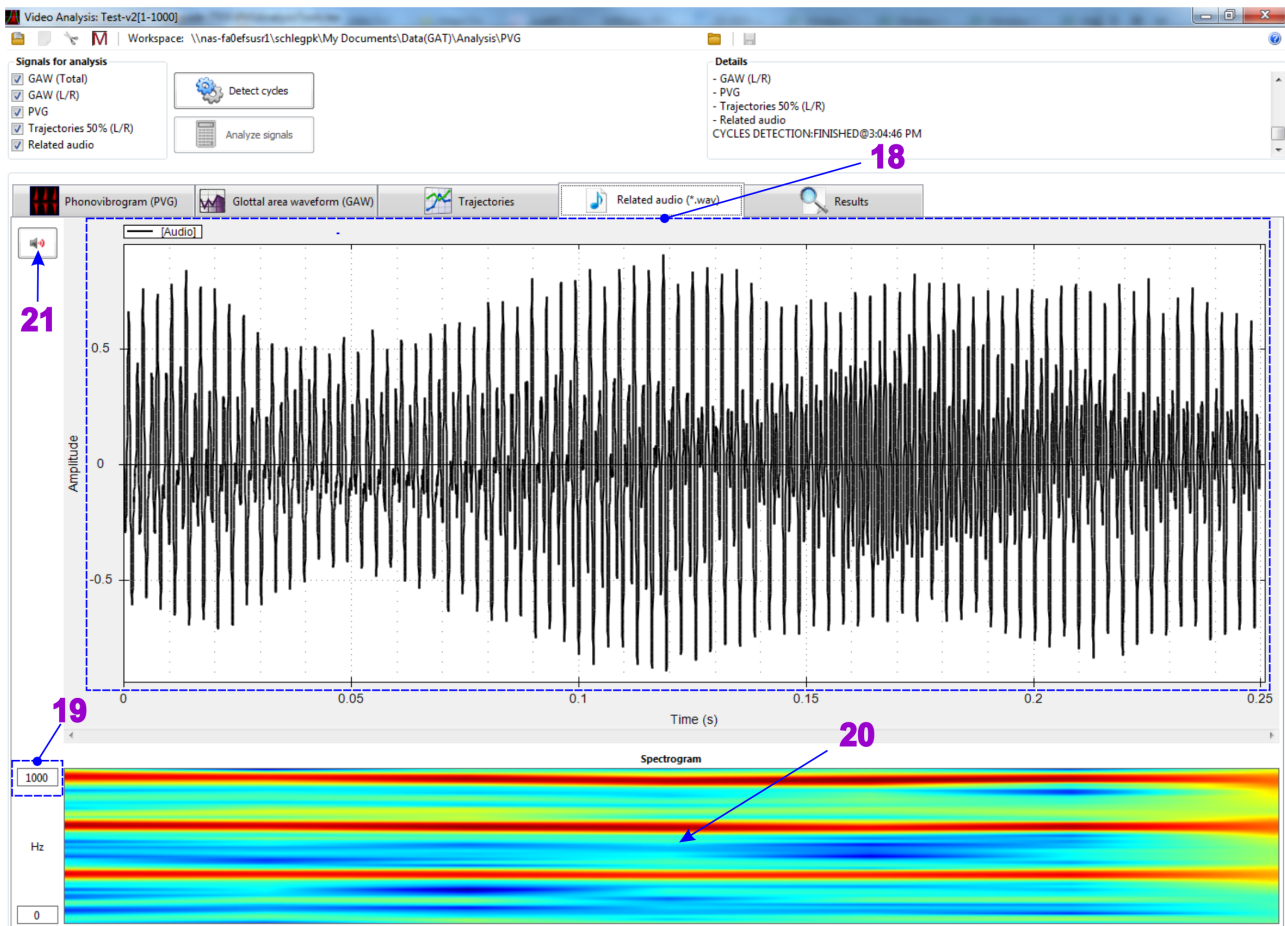 Video Analysis: Test-v2[1-1000]
Workspace: \\nas-fa0efsusr1\schlegpk\My Documents\Data(GAT)\Analysis\PVG
Signals for analysis
GAW (Total)
GAW (L/R)
PVG
Trajectories 50% (L/R)
Related audio
Detect cycles
Analyze signals
Details
- GAW (L/R)
- PVG
- Trajectories 50% (L/R)
- Related audio
CYCLES DETECTION:FINISHED@3:04:46 PM
18
Phonovibrogram (PVG)
Glottal area waveform (GAW)
Trajectories
Related audio (*.wav)
Results
21
[Audio]
0.5
0
-0.5
Amplitude
0
0.05
0.1
0.15
0.2
0.25
Time (s)
19
20
Spectrogram
1000
Hz
0